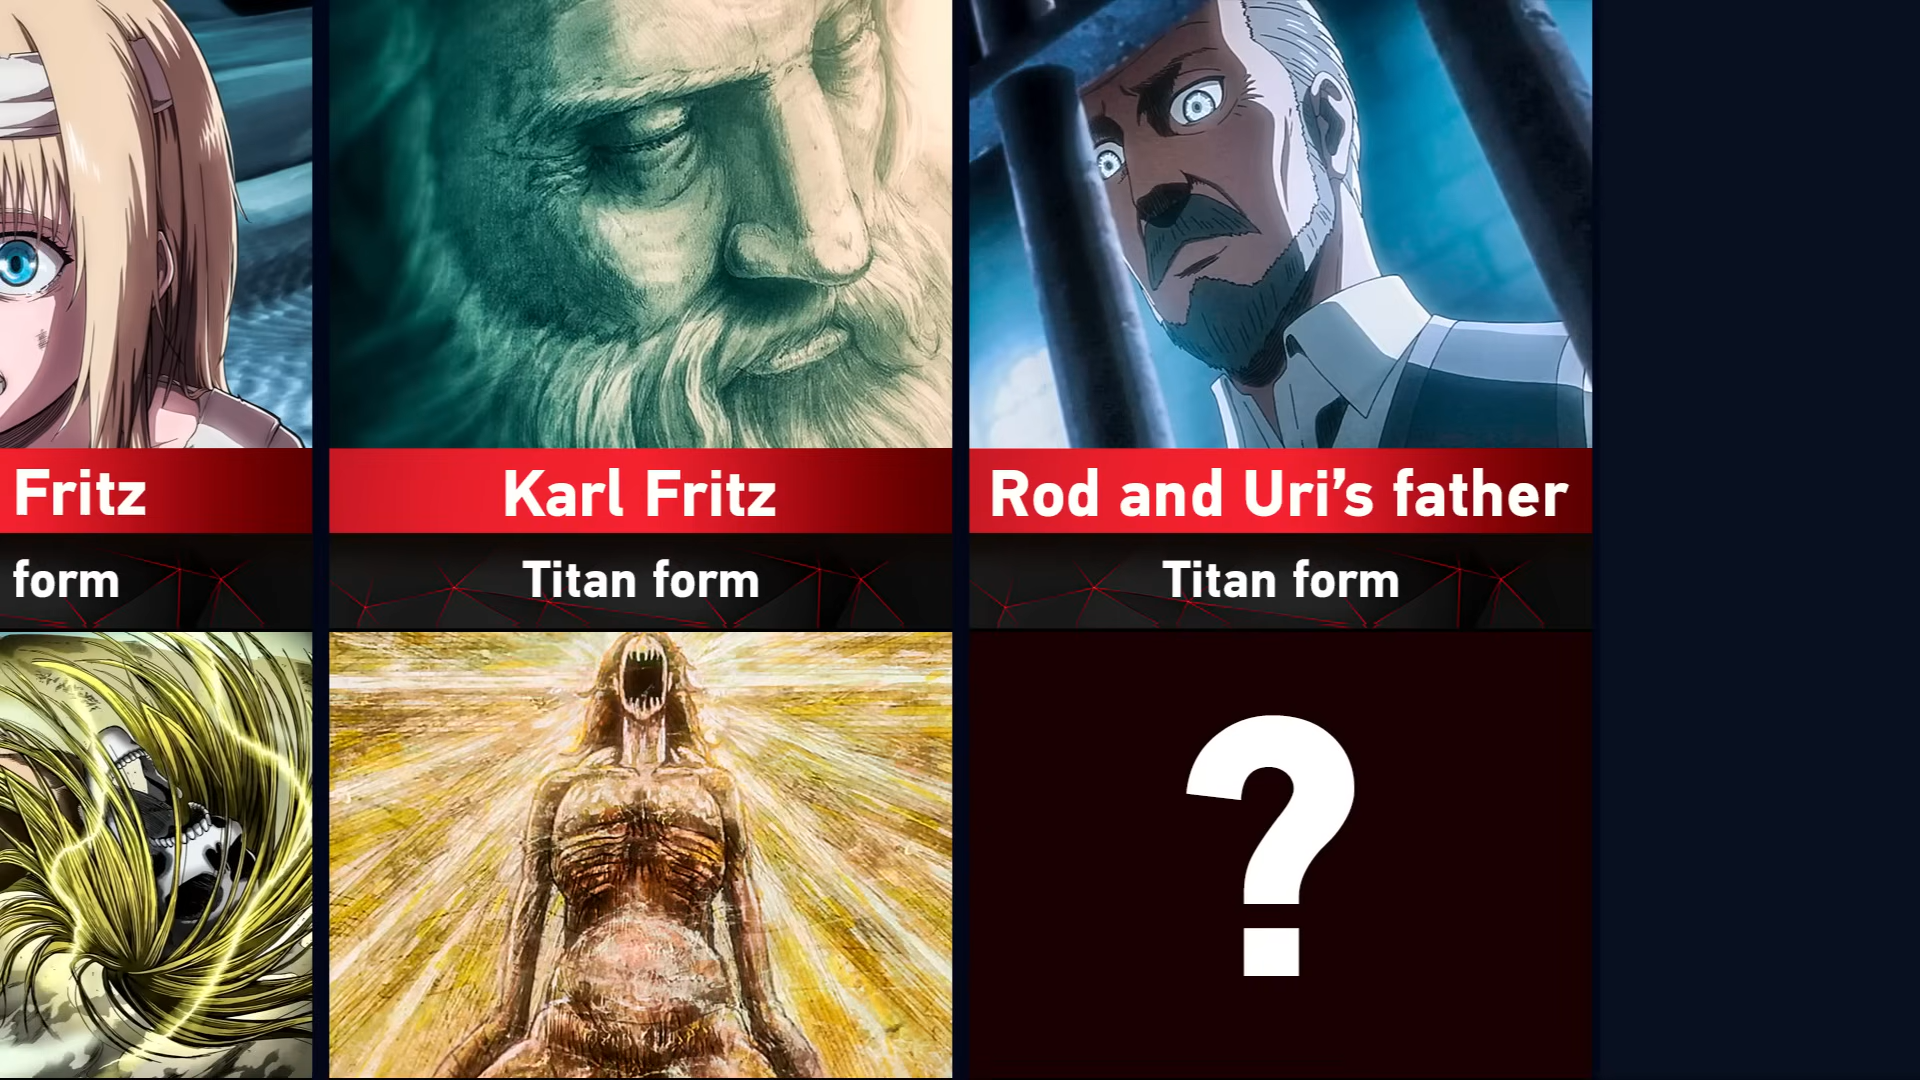 Fritz
form
Karl Fritz
Titan form
Rod and Uri's father
Titan form
?